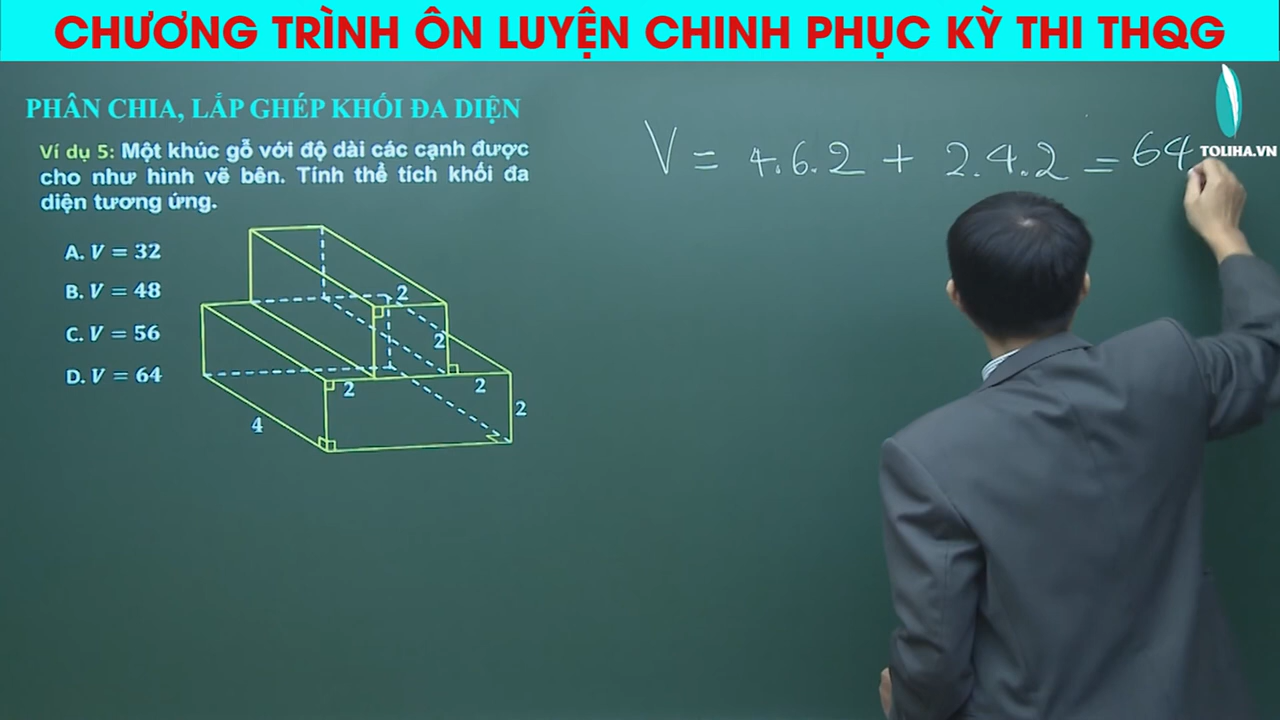 CHƯƠNG TRÌNH ÔN LUYỆN CHINH PHỤC KỲ THI THQG
TOLIHA.VN
PHÂN CHIA, LẮP GHÉP KHỐI ĐA DIỆN
Ví dụ 5: Một khúc gỗ với độ dài các cạnh được
cho như hình vẽ bên. Tính thể tích khối đa
diện tương ứng.
A. V = 32
B. V = 48
C. V = 56
D. V = 64
2
2
2
2
2
4
V = 4.6.2 + 2.4.2 = 64